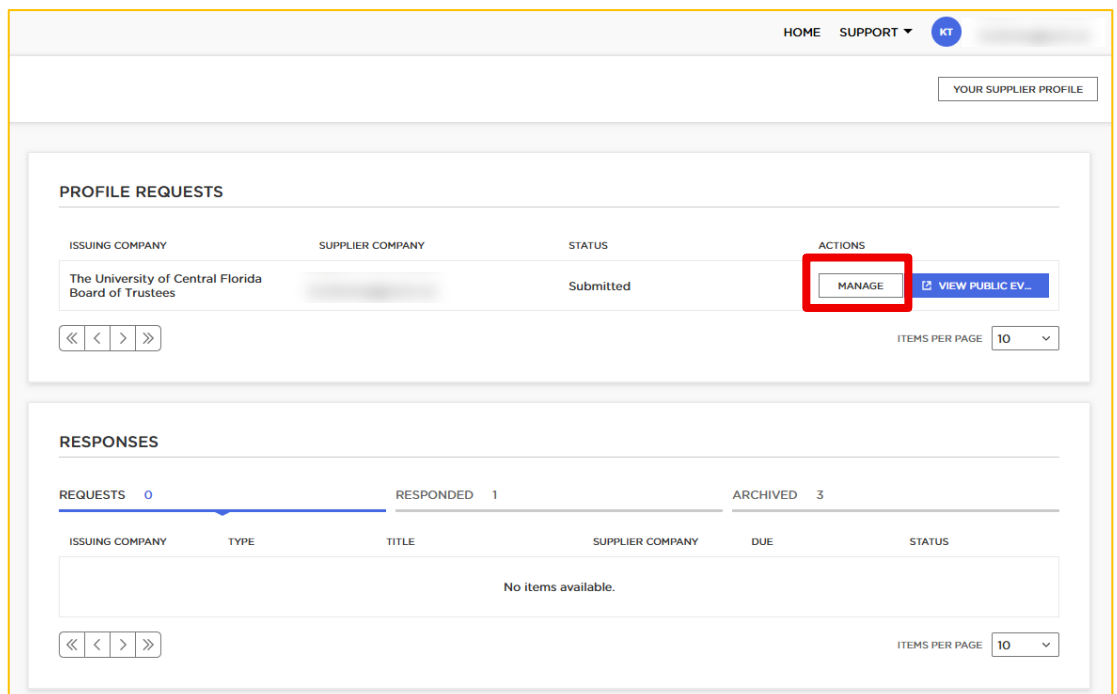 HOME SUPPORT KT
YOUR SUPPLIER PROFILE
PROFILE REQUESTS
ISSUING COMPANY SUPPLIER COMPANY STATUS ACTIONS
The University of Central Florida
Board of Trustees
Submitted
MANAGE
VIEW PUBLIC EV...
ITEMS PER PAGE 10
RESPONSES
REQUESTS 0 RESPONDED 1 ARCHIVED 3
ISSUING COMPANY TYPE TITLE SUPPLIER COMPANY DUE STATUS
No items available.
ITEMS PER PAGE 10